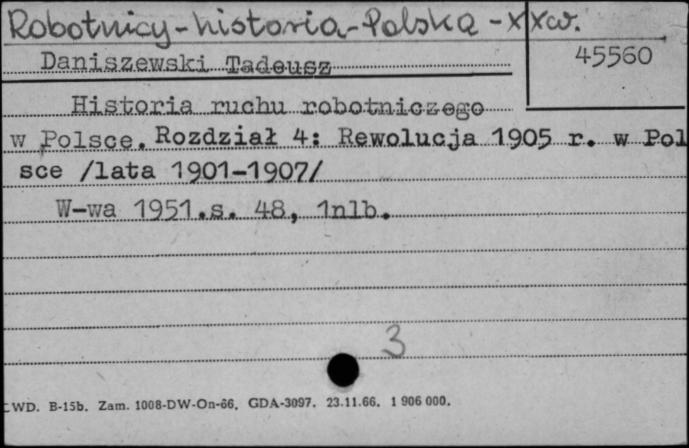 Robotnicy-historia-Polska - XX w.
45560
Daniszewski Tadeusz
Historia ruchu robotniczego
w Polsce. Rozdział 4: Rewolucja 1905 r. w Pol
sce /lata 1901-1907/
W-wa 1951.s. 48, 1nlb.
3
LWD. B-15b. Zam. 1008-DW-On-66. GDA-3097. 23.11.66. 1 906 000.